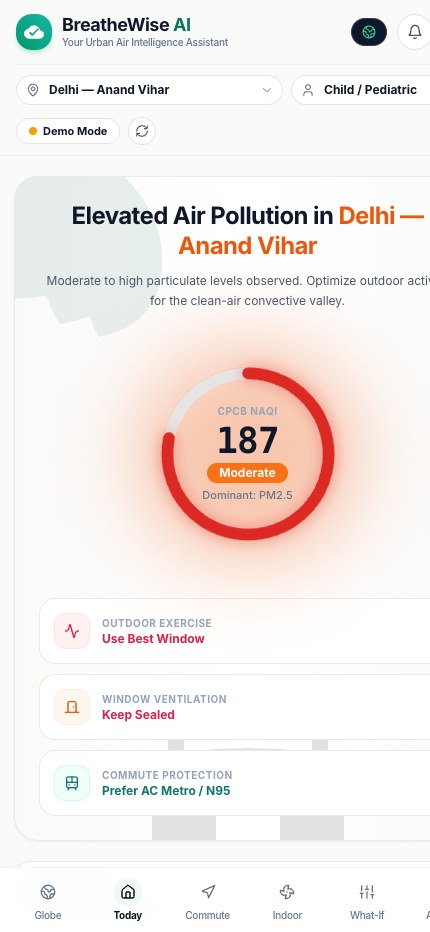 BreatheWise AI
Your Urban Air Intelligence Assistant
Delhi — Anand Vihar
Child / Pediatric
Demo Mode
Elevated Air Pollution in Delhi —
Anand Vihar
Moderate to high particulate levels observed. Optimize outdoor
for the clean-air convective valley.
CPCB NAQI
187
Moderate
Dominant: PM2.5
OUTDOOR EXERCISE
Use Best Window
WINDOW VENTILATION
Keep Sealed
COMMUTE PROTECTION
Prefer AC Metro / N95
Globe
Today
Commute
Indoor
What-If